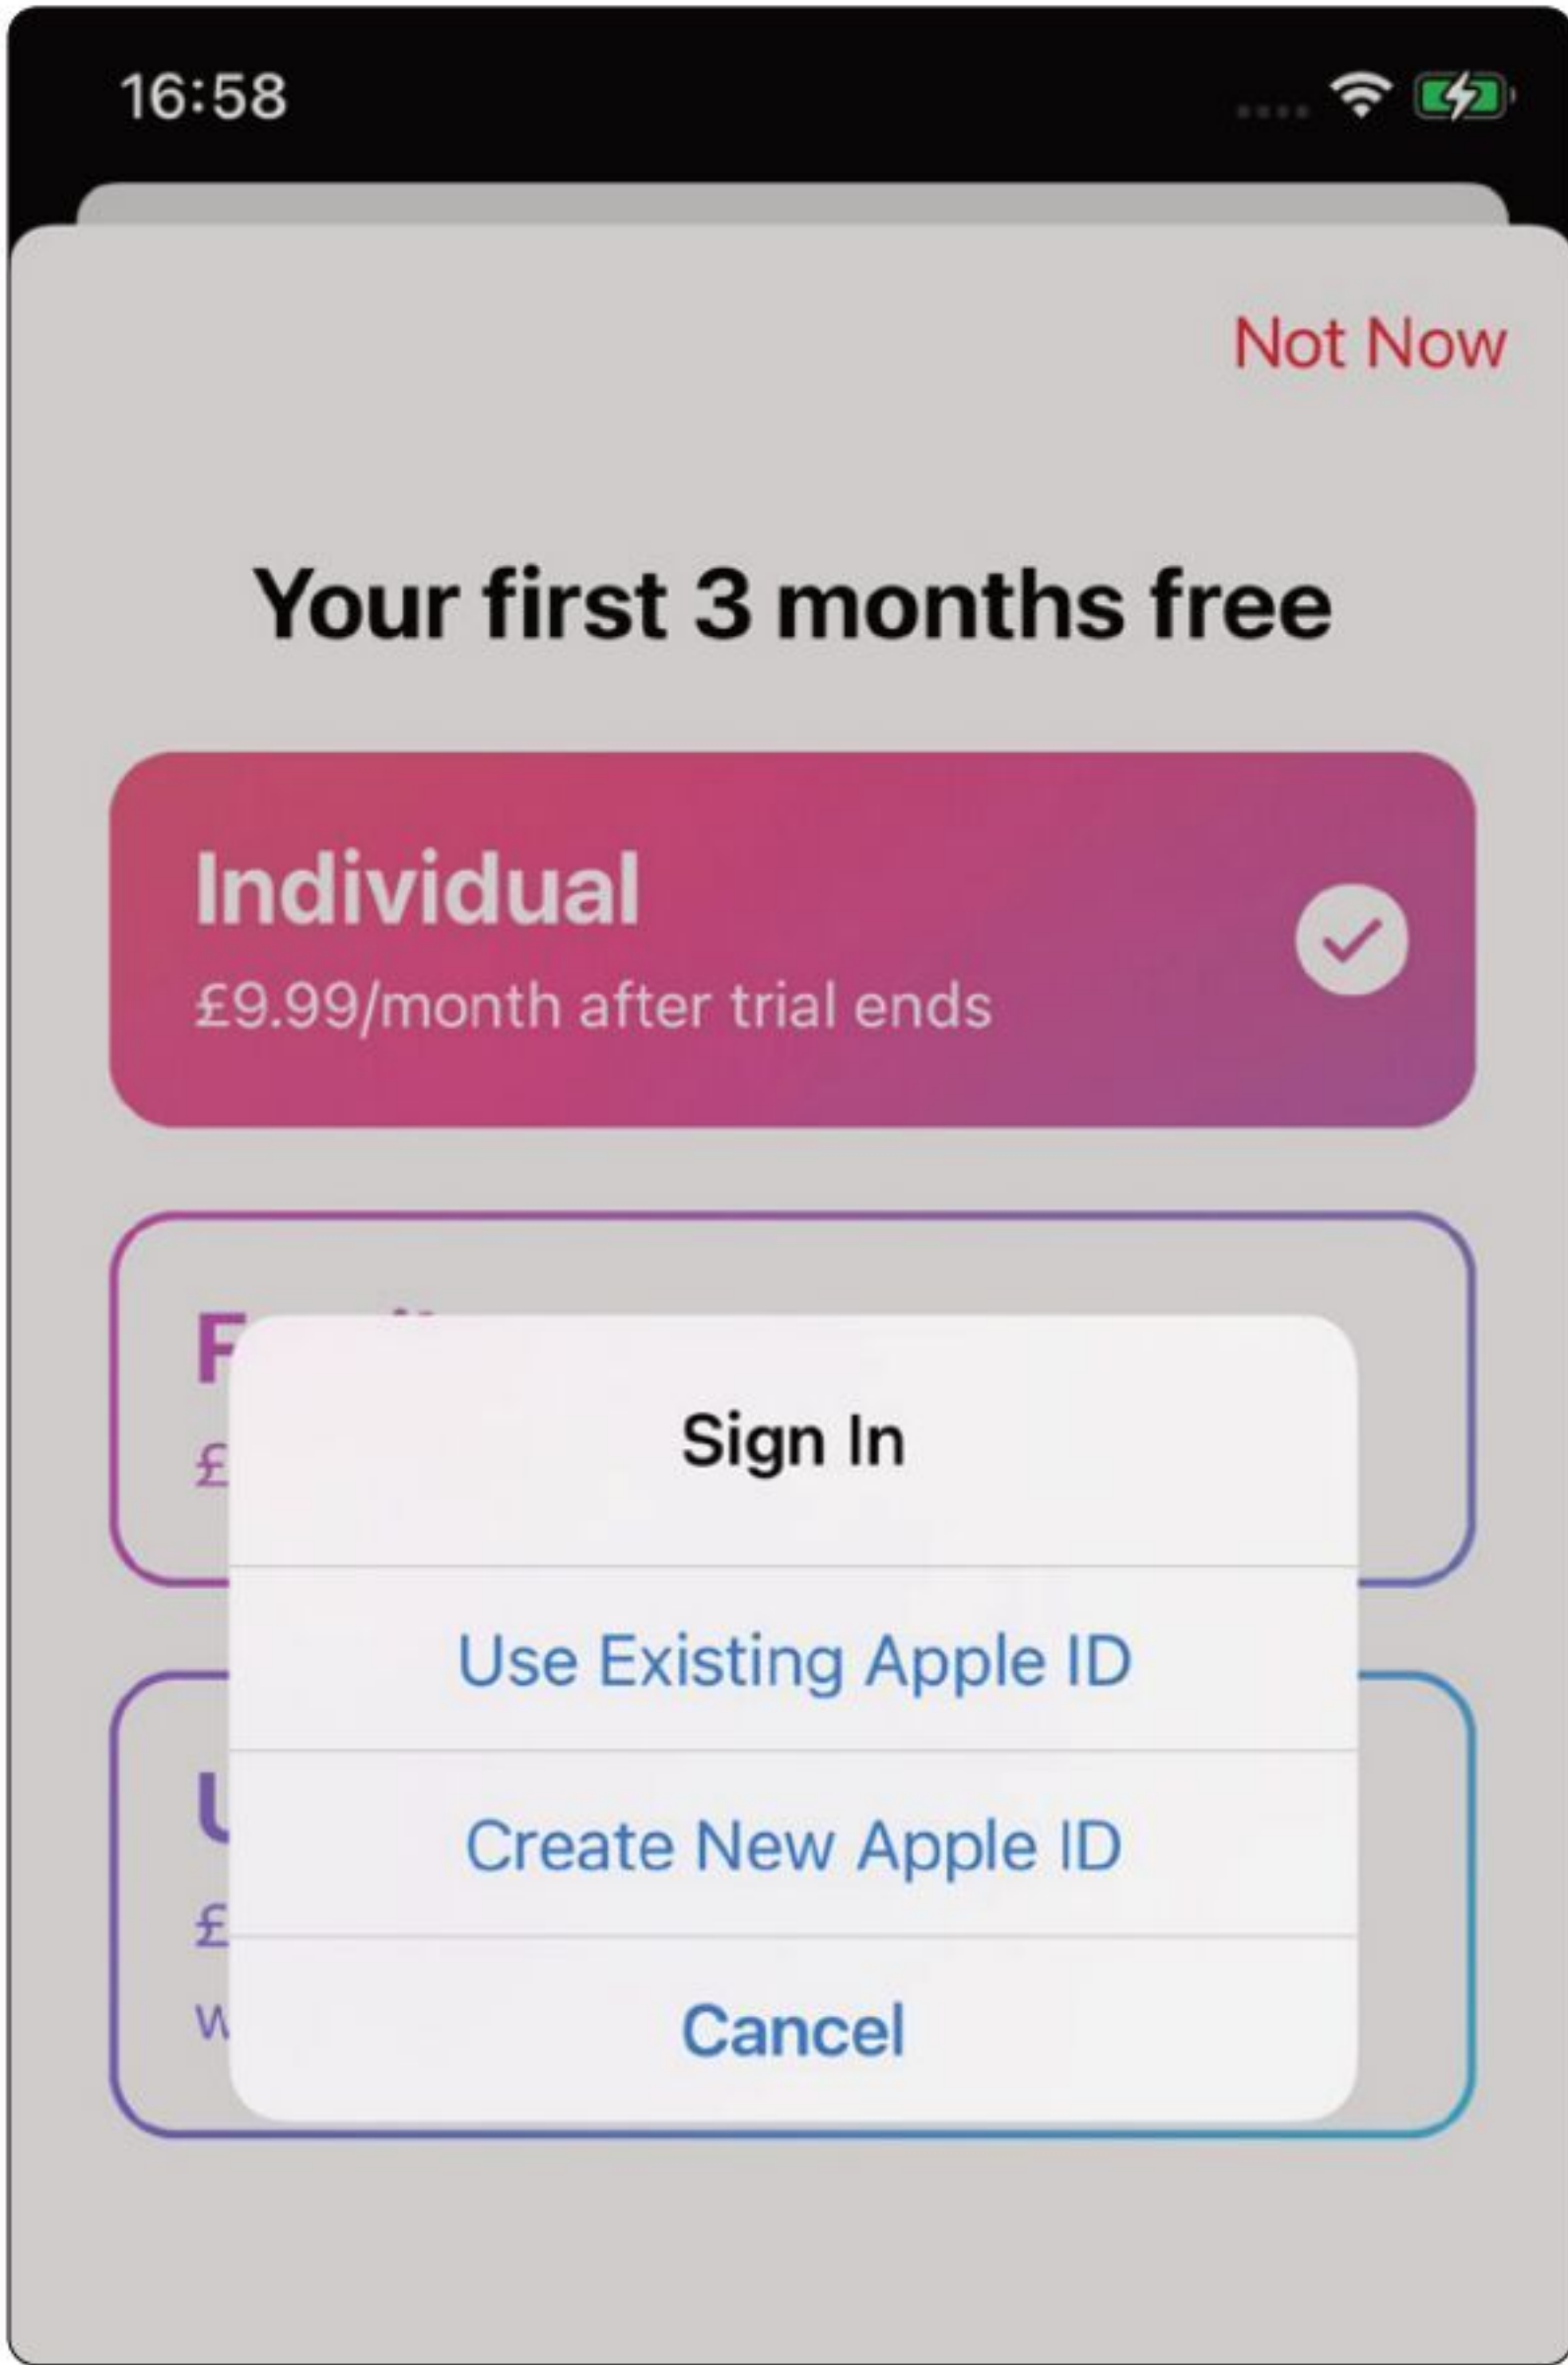 16:58
Not Now
Your first 3 months free
Individual
£9.99/month after trial ends
£
Sign In
Use Existing Apple ID
Create New Apple ID
£
Cancel